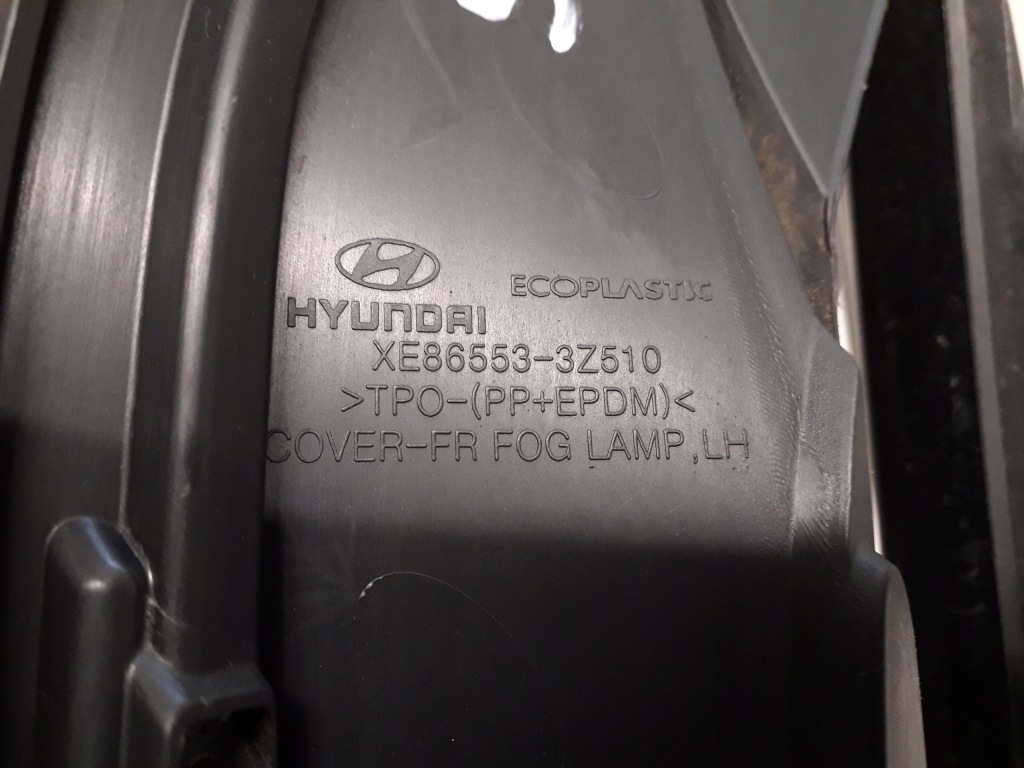 HYUNDAI
ECOPLASTIC
XE86553-3Z510
>TPO-(PP+EPDM)<
COVER-FR FOG LAMP,LH